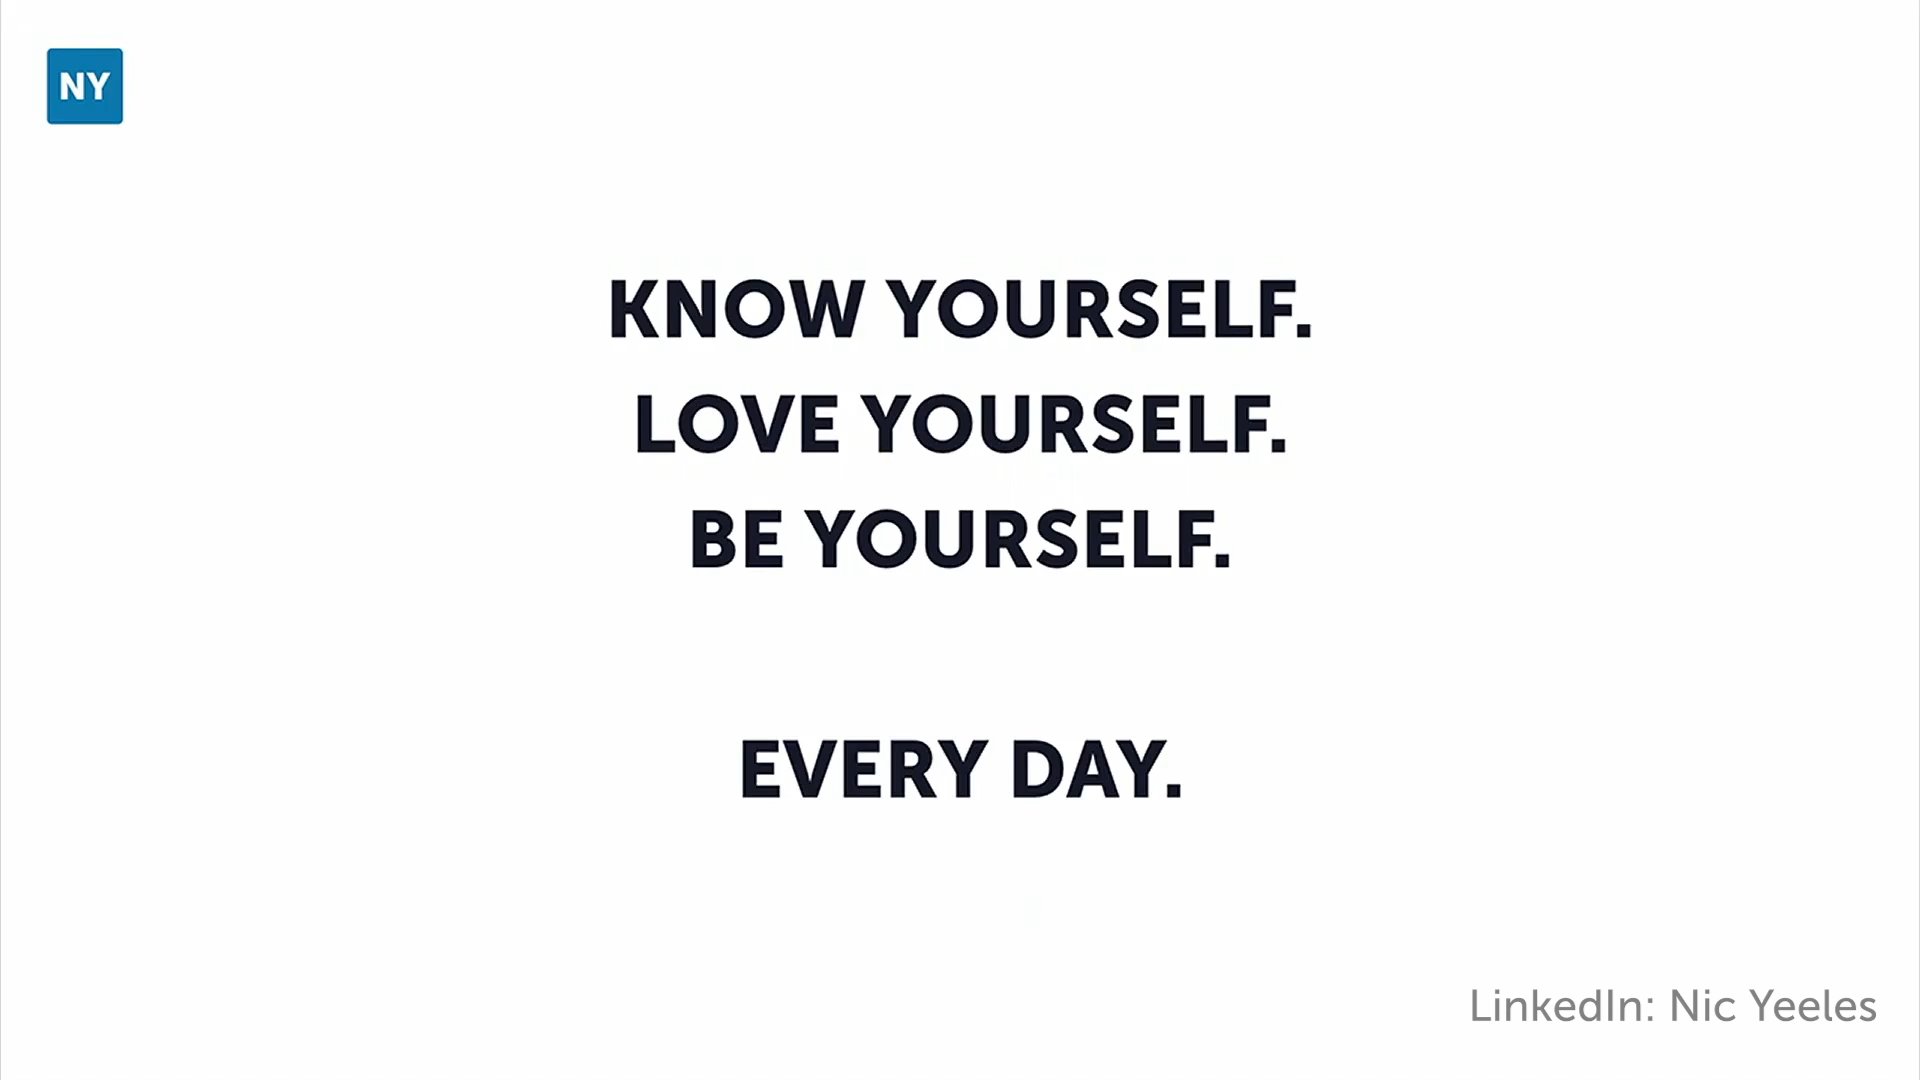 NY
KNOW YOURSELF.
LOVE YOURSELF.
BE YOURSELF.
EVERY DAY.
LinkedIn: Nic Yeeles